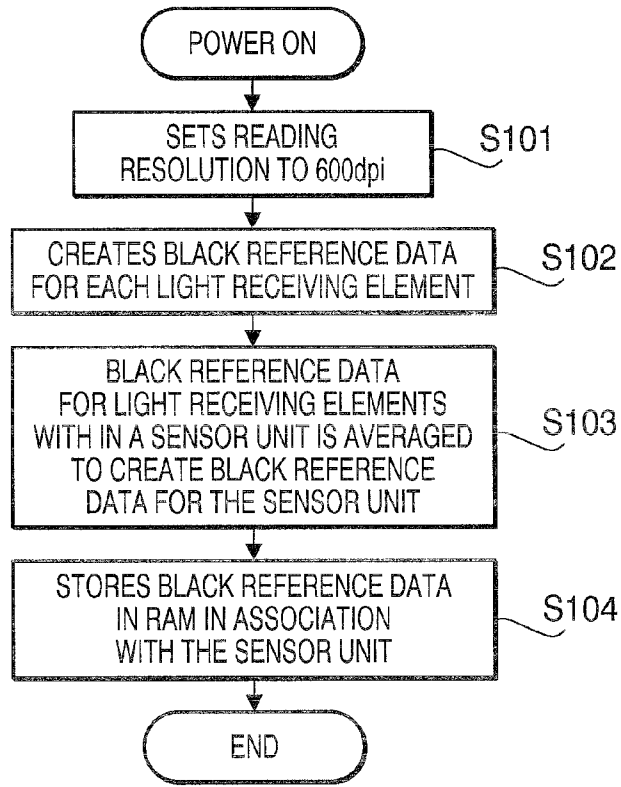 POWER ON
SETS READING
RESOLUTION TO 600dpi
S101
CREATES BLACK REFERENCE DATA
FOR EACH LIGHT RECEIVING ELEMENT
S102
BLACK REFERENCE DATA
FOR LIGHT RECEIVING ELEMENTS
WITH IN A SENSOR UNIT IS AVERAGED
TO CREATE BLACK REFERENCE
DATA FOR THE SENSOR UNIT
S103
STORES BLACK REFERENCE DATA
IN RAM IN ASSOCIATION
WITH THE SENSOR UNIT
S104
END